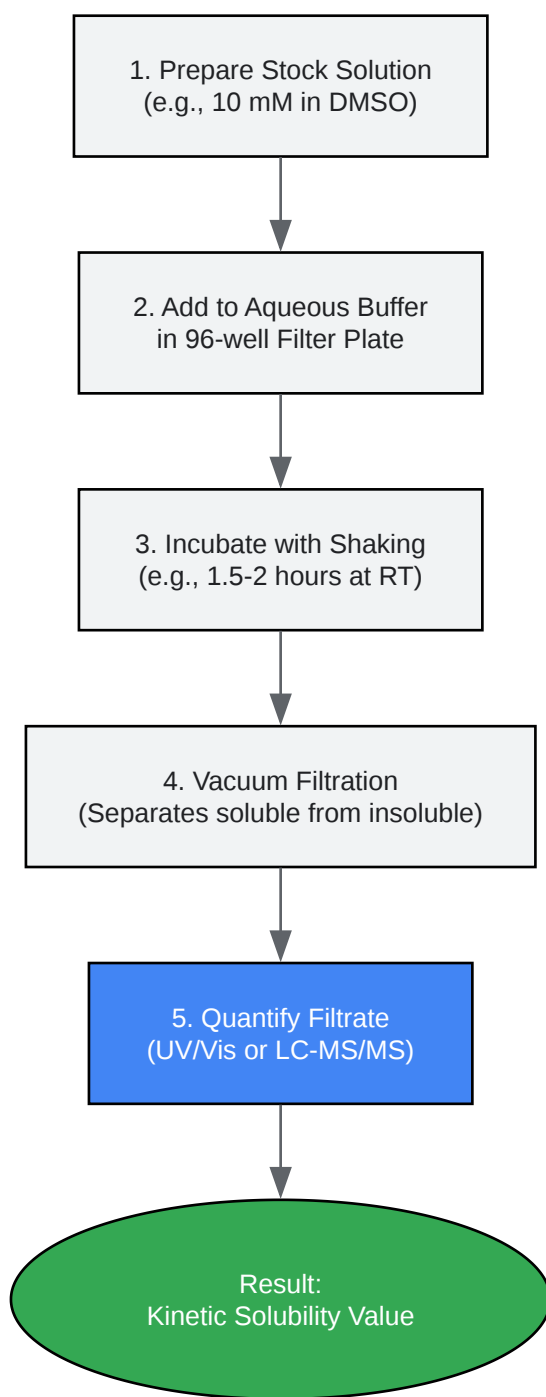 1. Prepare Stock Solution
(e.g., 10 mM in DMSO)
2. Add to Aqueous Buffer
in 96-well Filter Plate
3. Incubate with Shaking
(e.g., 1.5-2 hours at RT)
4. Vacuum Filtration
(Separates soluble from insoluble)
5. Quantify Filtrate
(UV/Vis or LC-MS/MS)
Result:
Kinetic Solubility Value